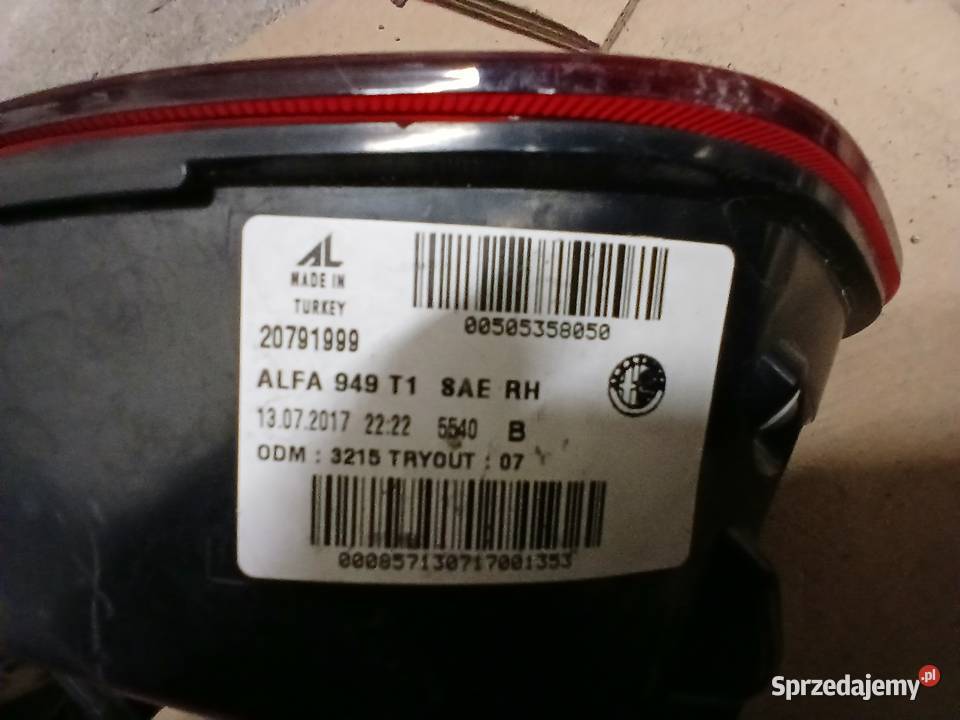 AL
MADE IN
TURKEY
00505358050
20791999
ALFA 949 T1 SAE RH
13.07.2017 22:22 5540 B
ODM : 3215 TRYOUT : 07
000857130717001353
Sprzedajemy.pl